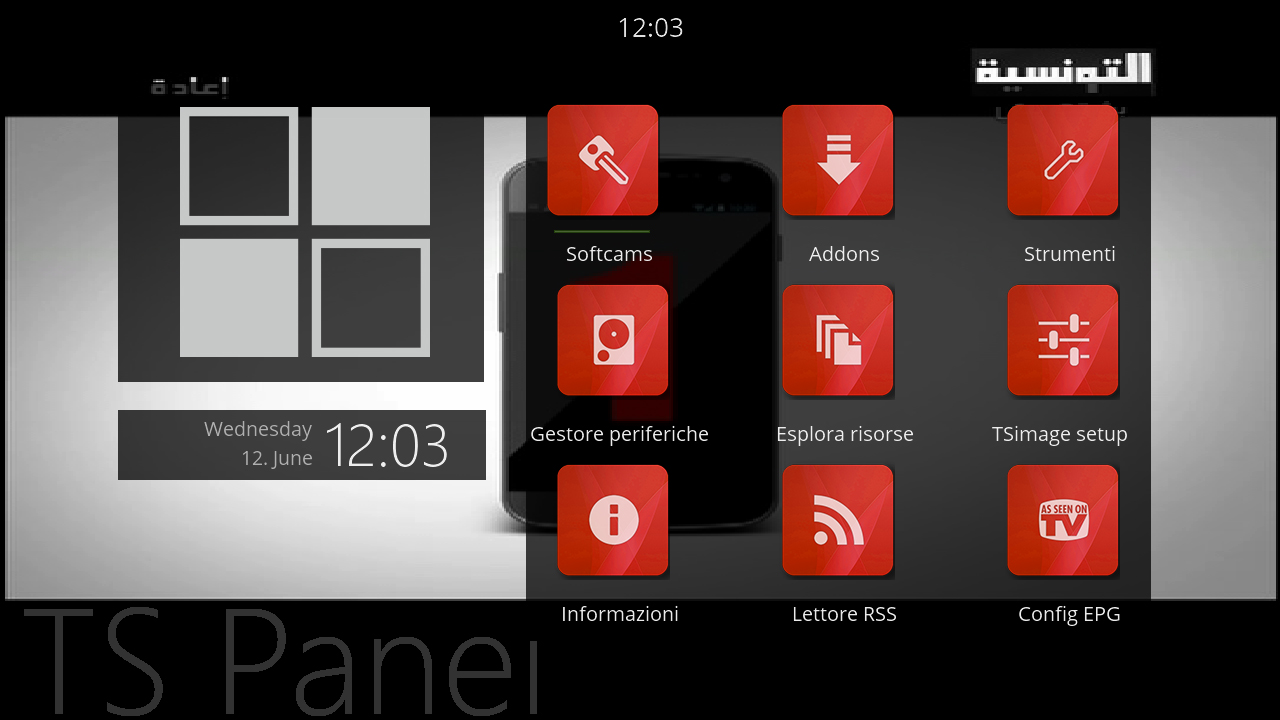 12:03
التونسية
إعادة
Softcams
Addons
Strumenti
Gestore periferiche
Esplora risorse
TSimage setup
Wednesday
12. June
12:03
AS SEEN ON
TV
Informazioni
Lettore RSS
Config EPG
TS Panel